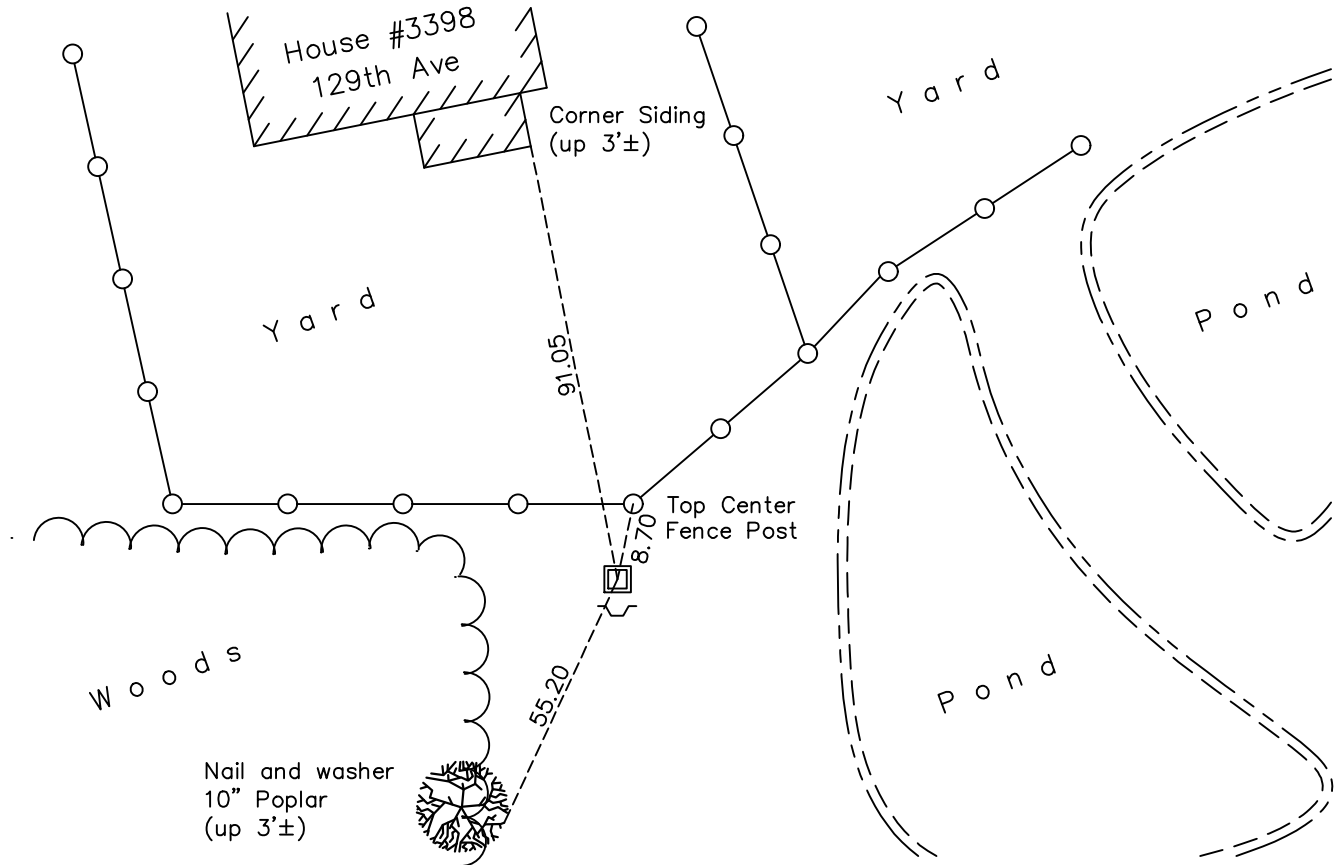 House #3398
129th Ave
Corner Siding
(up 3'±)
Yard
Yard
Pond
91.05
Top Center
Fence Post
8.70
Woods
55.20
Pond
Nail and washer
10" Poplar
(up 3'±)